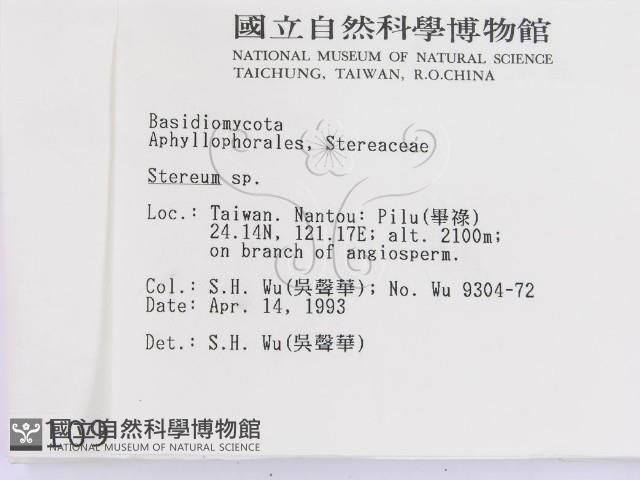 國立自然科學博物館
NATIONAL MUSEUM OF NATURAL SCIENCE
TAICHUNG, TAIWAN, R.O.CHINA
Basidiomycota
Aphyllophorales, Stereaceae
Stereum sp.
Loc.: Taiwan. Nantou: Pilu(畢祿)
24.14N, 121.17E; alt. 2100m;
on branch of angiosperm.
Col.: S.H. Wu(吳聲華); No. Wu 9304-72
Date: Apr. 14, 1993
Det.: S.H. Wu(吳聲華)
109
國立自然科學博物館
NATIONAL MUSEUM OF NATURAL SCIENCE